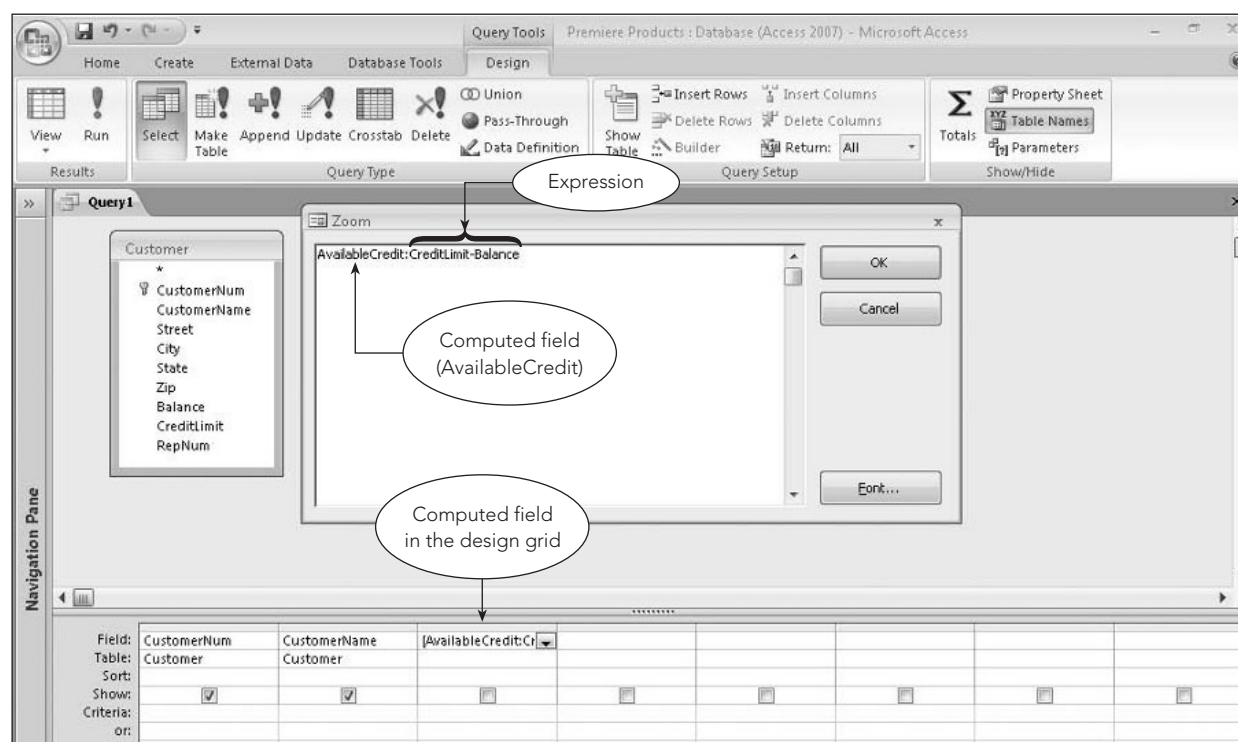 Query Tools
Premiere Products : Database (Access 2007) - Microsoft Access
Home Create External Data Database Tools Design
View
Run
Results
Select
Make Table
Append
Update
Crosstab
Delete
Union
Pass-Through
Data Definition
Query Type
Show Table
Insert Rows
Delete Rows
Builder
Insert Columns
Delete Columns
Return: All
Query Setup
Totals
Property Sheet
Table Names
Parameters
Show/Hide
Expression
Query1
Zoom
AvailableCredit:CreditLimit-Balance
OK
Cancel
Font...
Customer
*
CustomerNum
CustomerName
Street
City
State
Zip
Balance
CreditLimit
RepNum
Computed field
(AvailableCredit)
Computed field
in the design grid
Navigation Pane
Field: CustomerNum CustomerName [AvailableCredit:Cr
Table: Customer Customer
Sort:
Show:
Criteria:
or: